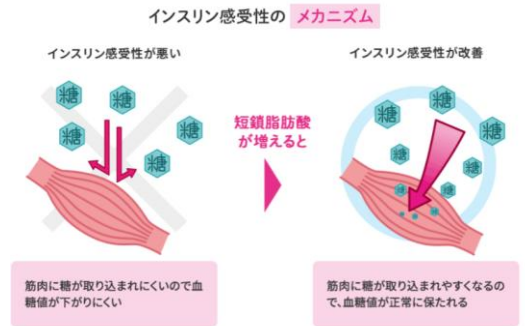 インスリン感受性の メカニズム
インスリン感受性が悪い
インスリン感受性が改善
糖
糖
糖
糖
糖
短鎖脂肪酸
が増えると
糖
糖
糖
糖
糖
糖
糖
筋肉に糖が取り込まれにくいので血
糖値が下がりにくい
筋肉に糖が取り込まれやすくなるの
で、血糖値が正常に保たれる